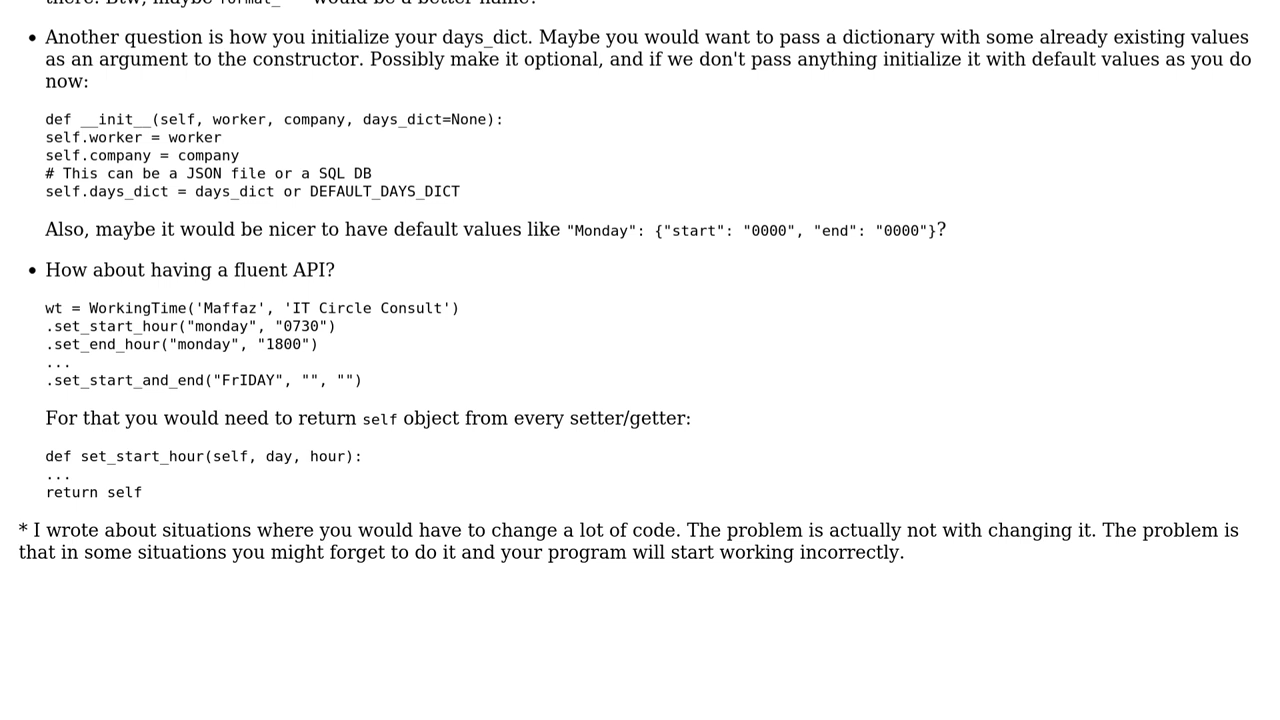 would be a better name?
• Another question is how you initialize your days_dict. Maybe you would want to pass a dictionary with some already existing values
as an argument to the constructor. Possibly make it optional, and if we don't pass anything initialize it with default values as you do
now:
def __init__(self, worker, company, days_dict=None):
self.worker = worker
self.company = company
# This can be a JSON file or a SQL DB
self.days_dict = days_dict or DEFAULT_DAYS_DICT
Also, maybe it would be nicer to have default values like "Monday": {"start": "0000", "end": "0000"}?
• How about having a fluent API?
wt = WorkingTime('Maffaz', 'IT Circle Consult')
.set_start_hour("monday", "0730")
.set_end_hour("monday", "1800")
...
.set_start_and_end("FrIDAY", "", "")
For that you would need to return self object from every setter/getter:
def set_start_hour(self, day, hour):
...
return self
* I wrote about situations where you would have to change a lot of code. The problem is actually not with changing it. The problem is
that in some situations you might forget to do it and your program will start working incorrectly.